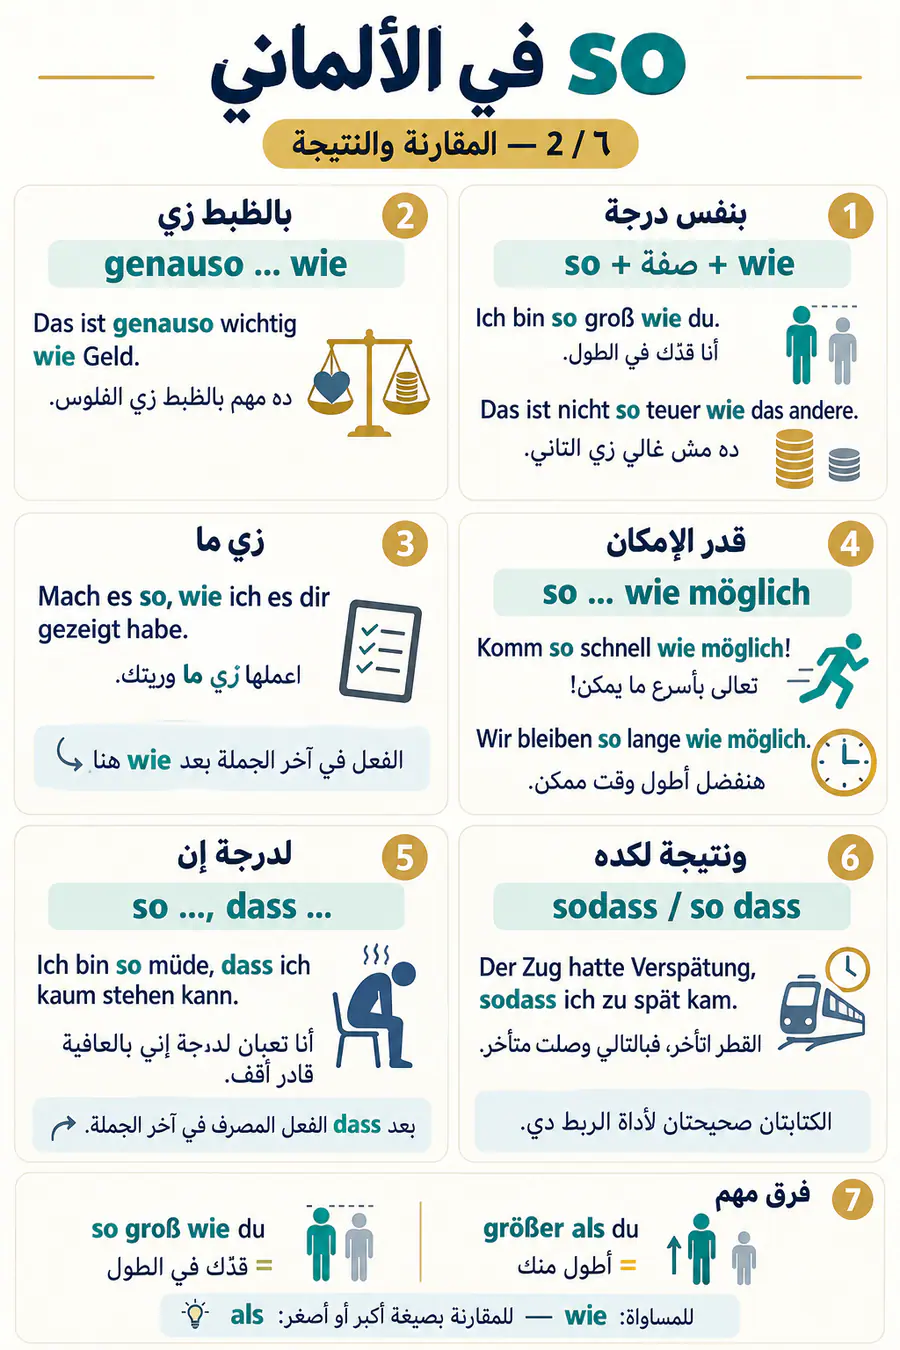 so في الألماني
2 / ٦ — المقارنة والنتيجة
1
بنفس درجة
so + صفة + wie
Ich bin so groß wie du.
أنا قدّك في الطول.
Das ist nicht so teuer wie das andere.
ده مش غالي زي التاني.
2
بالظبط زي
genauso ... wie
Das ist genauso wichtig
wie Geld.
ده مهم بالظبط زي الفلوس.
3
زي ما
Mach es so, wie ich es dir
gezeigt habe.
اعملها زي ما وريتك.
الفعل في آخر الجملة بعد wie هنا
4
قدر الإمكان
so ... wie möglich
Komm so schnell wie möglich!
تعالى بأسرع ما يمكن!
Wir bleiben so lange wie möglich.
هنفضل أطول وقت ممكن.
5
لدرجة إن
so ..., dass ...
Ich bin so müde, dass ich
kaum stehen kann.
أنا تعبان لدرجة إني بالعافية
قادر أقف.
بعد dass الفعل المصرف في آخر الجملة.
6
ونتيجة لكده
sodass / so dass
Der Zug hatte Verspätung,
sodass ich zu spät kam.
القطر اتأخر، فبالتالي وصلت متأخر.
الكتابتان صحيحتان لأداة الربط دي.
7
فرق مهم
größer als du
= أطول منك
so groß wie du
= قدّك في الطول
للمساواة: wie — للمقارنة بصيغة أكبر أو أصغر: als